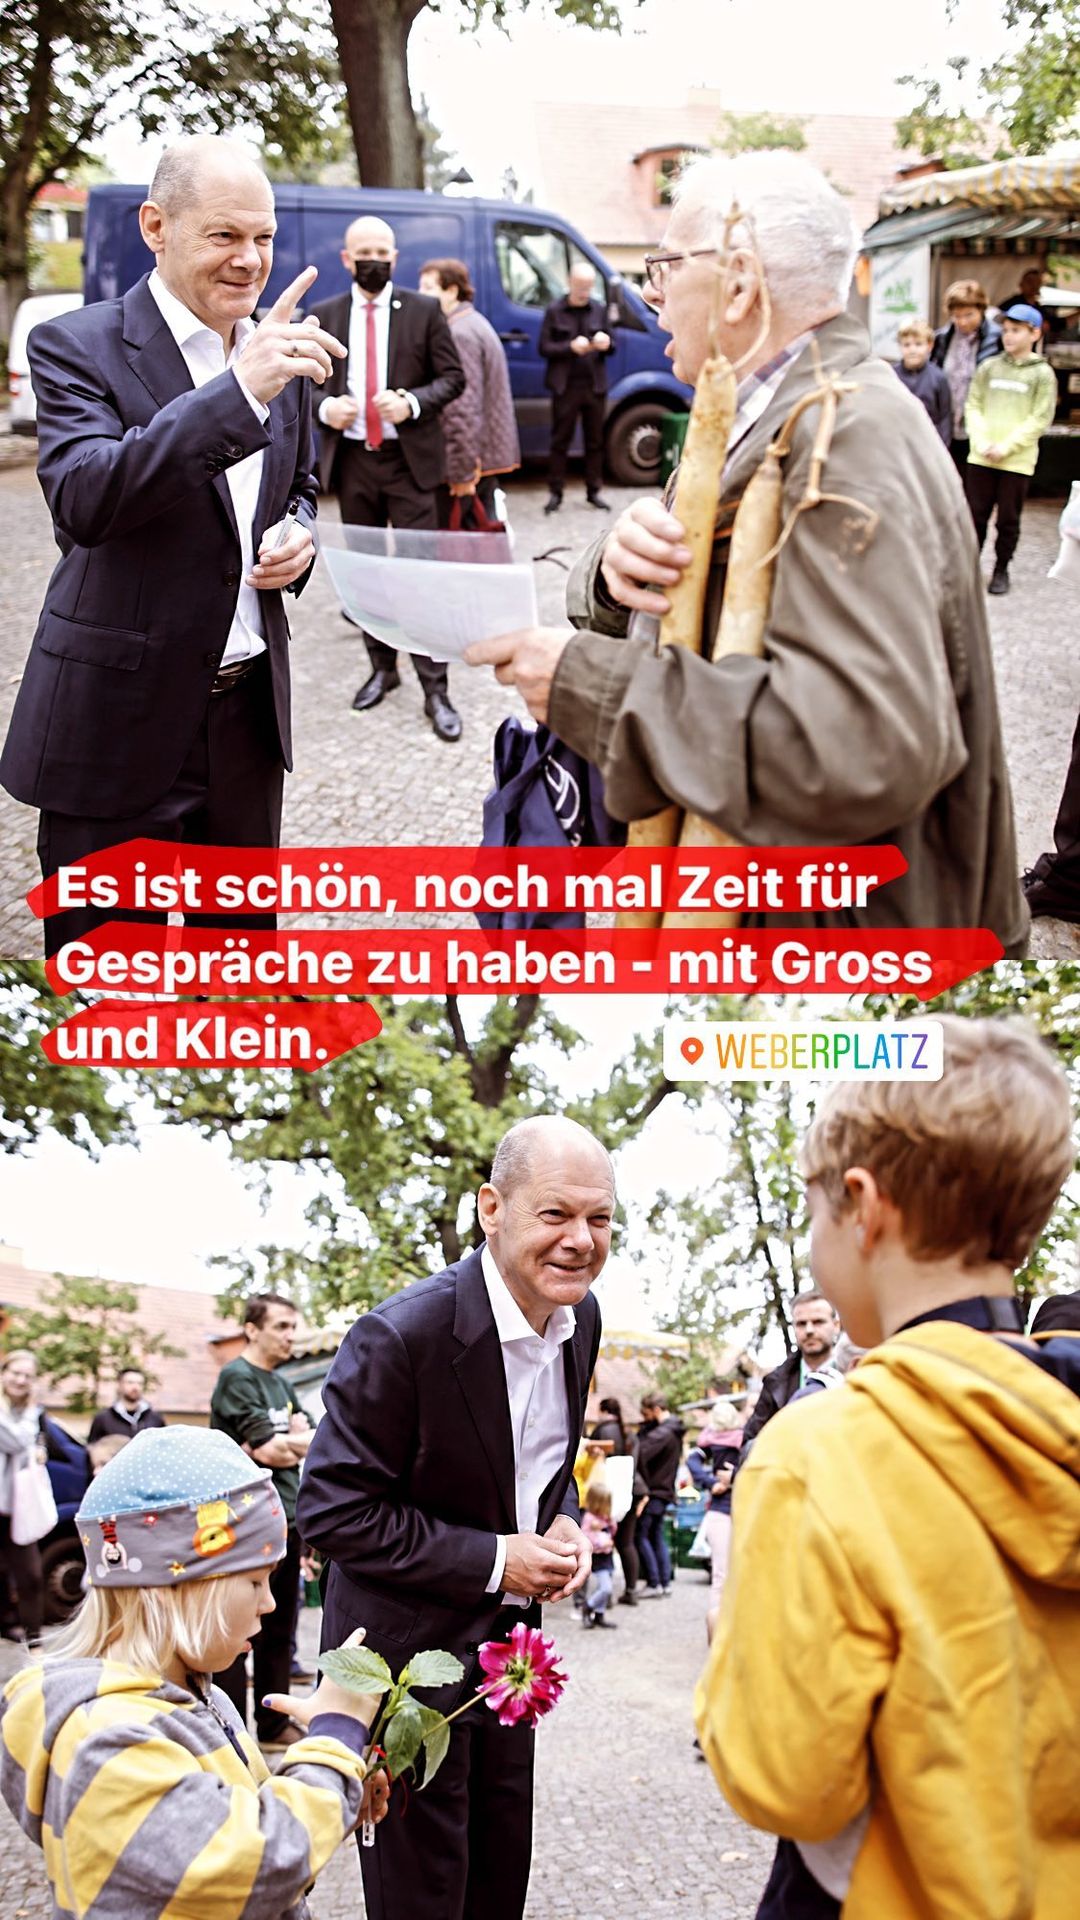 Es ist schön, noch mal Zeit für
Gespräche zu haben - mit Gross
und Klein.
WEBERPLATZ